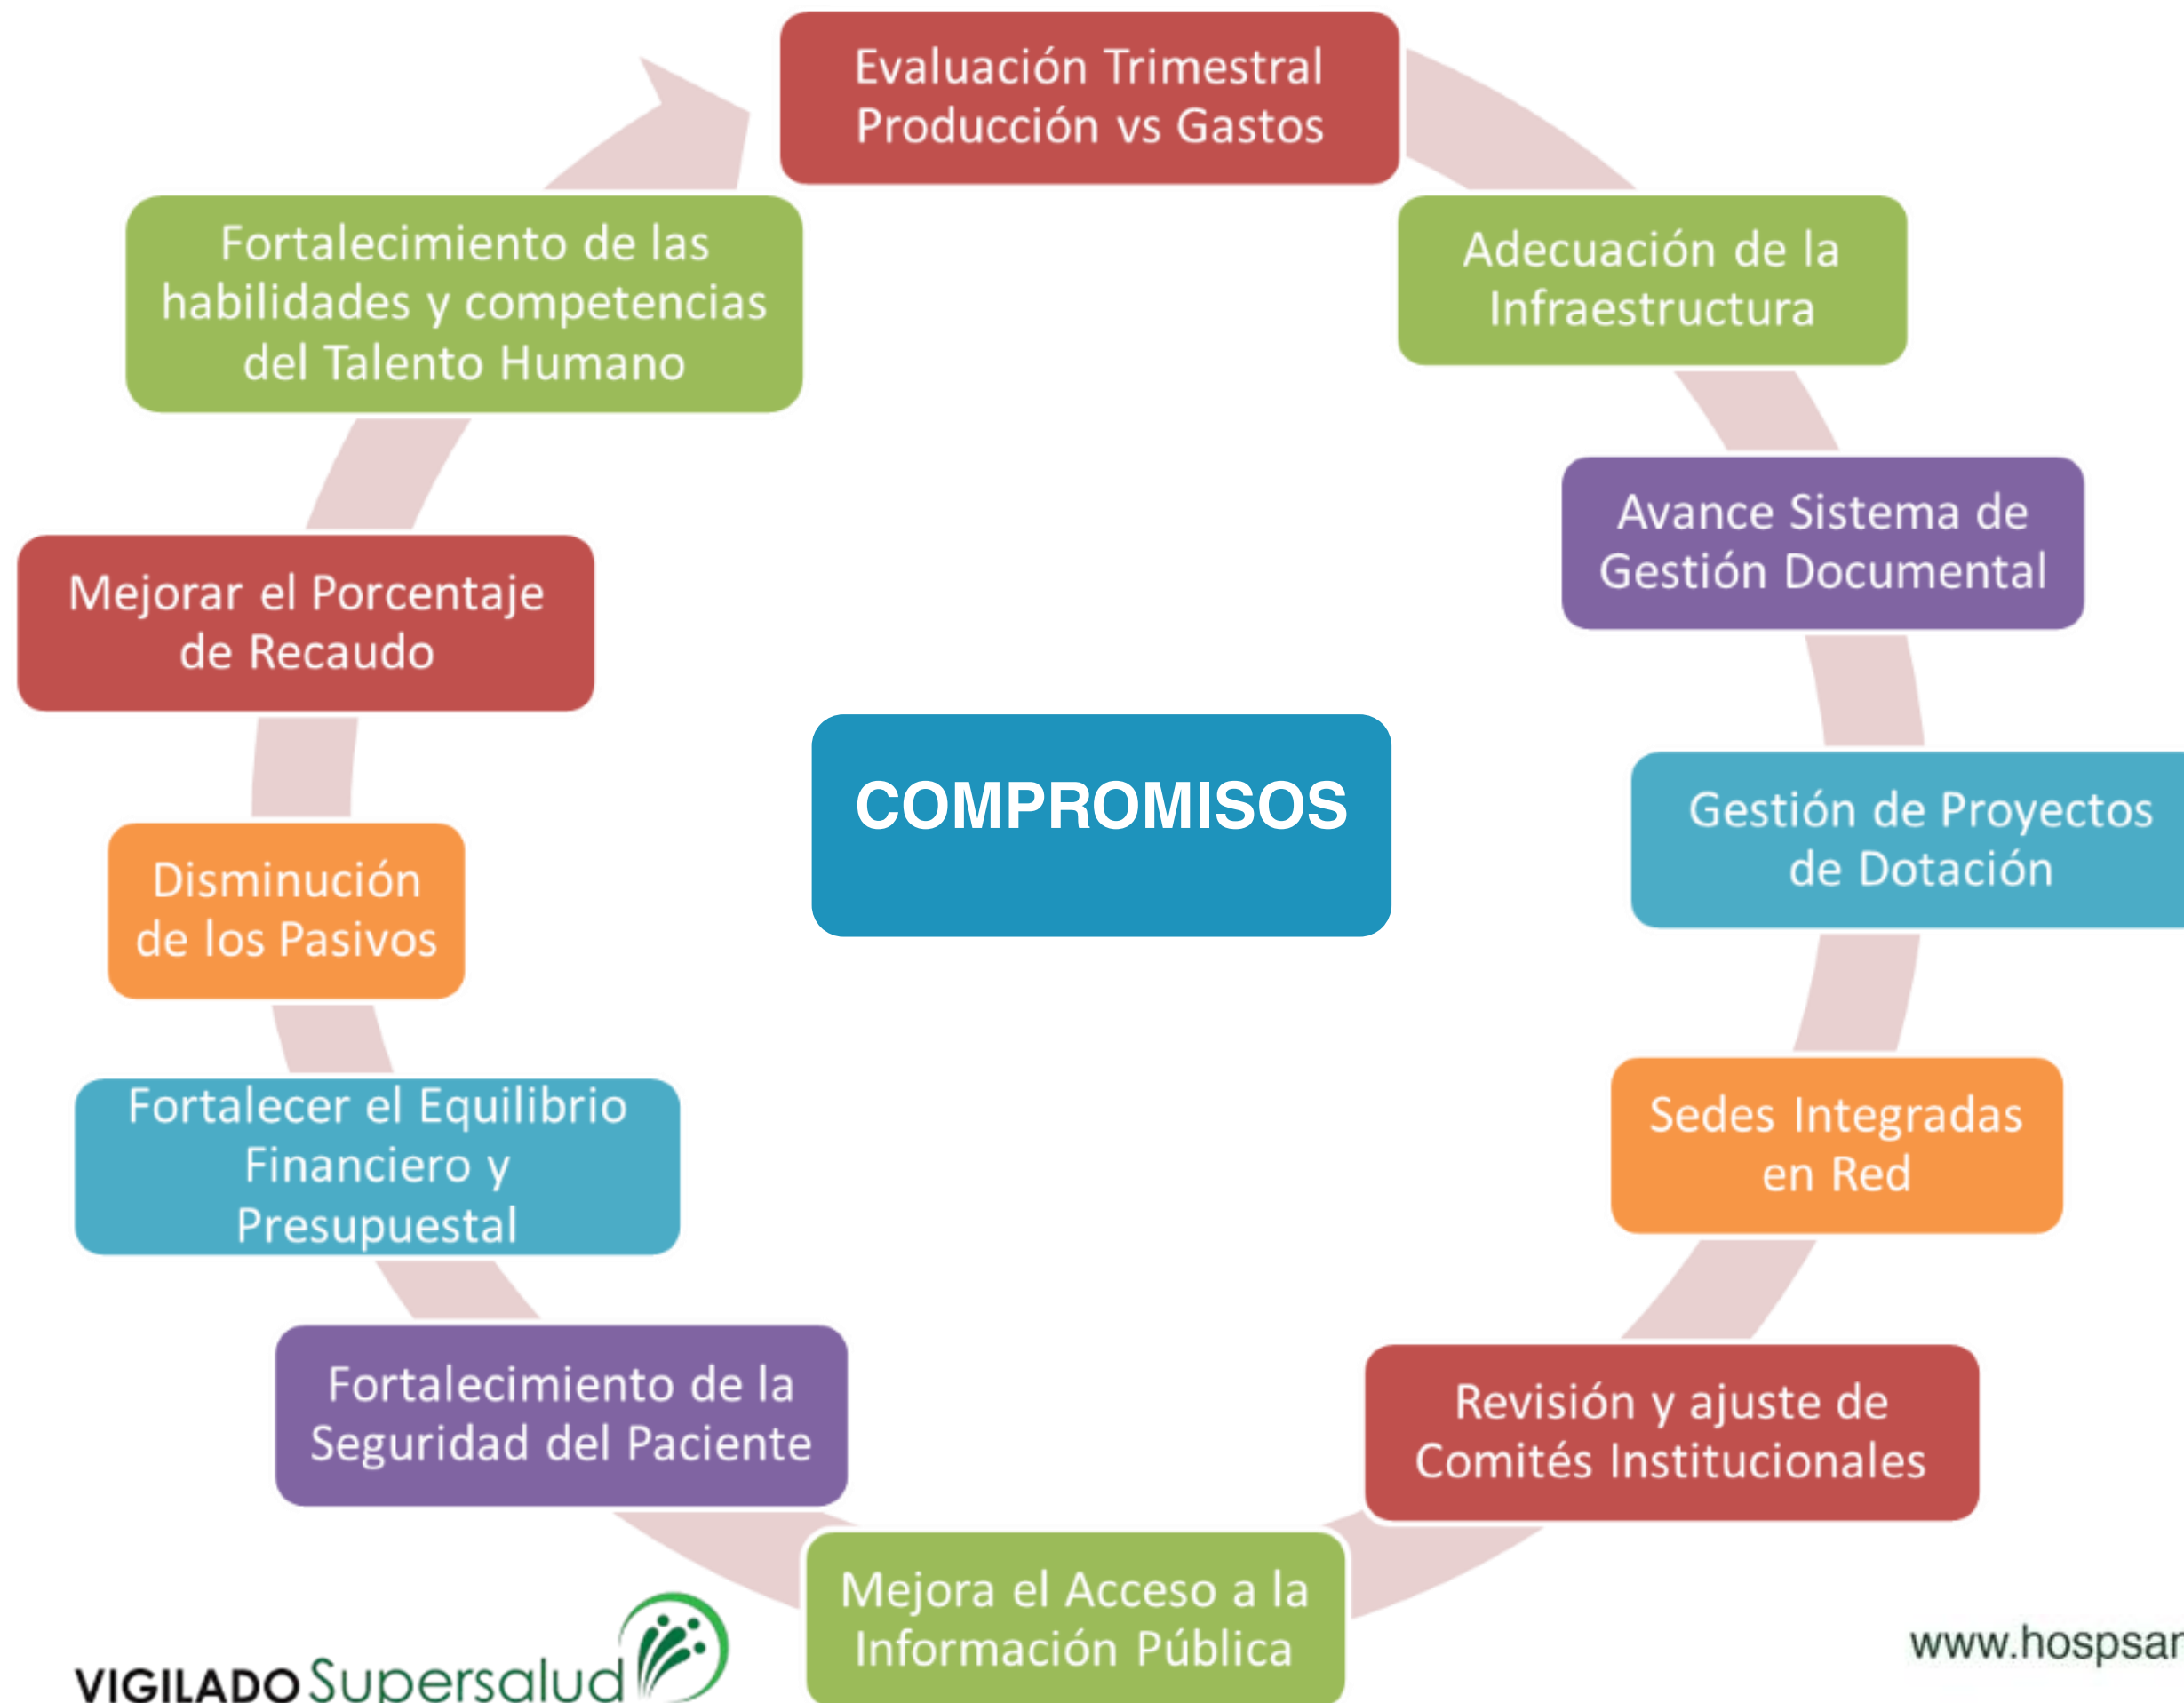 Evaluación Trimestral
Producción vs Gastos
Adecuación de la
Infraestructura
Avance Sistema de
Gestión Documental
Gestión de Proyectos
de Dotación
Sedes Integradas
en Red
Revisión y ajuste de
Comités Institucionales
Mejora el Acceso a la
Información Pública
Fortalecimiento de la
Seguridad del Paciente
Fortalecer el Equilibrio
Financiero y
Presupuestal
Disminución
de los Pasivos
Mejorar el Porcentaje
de Recaudo
Fortalecimiento de las
habilidades y competencias
del Talento Humano
COMPROMISOS
VIGILADO Supersalud